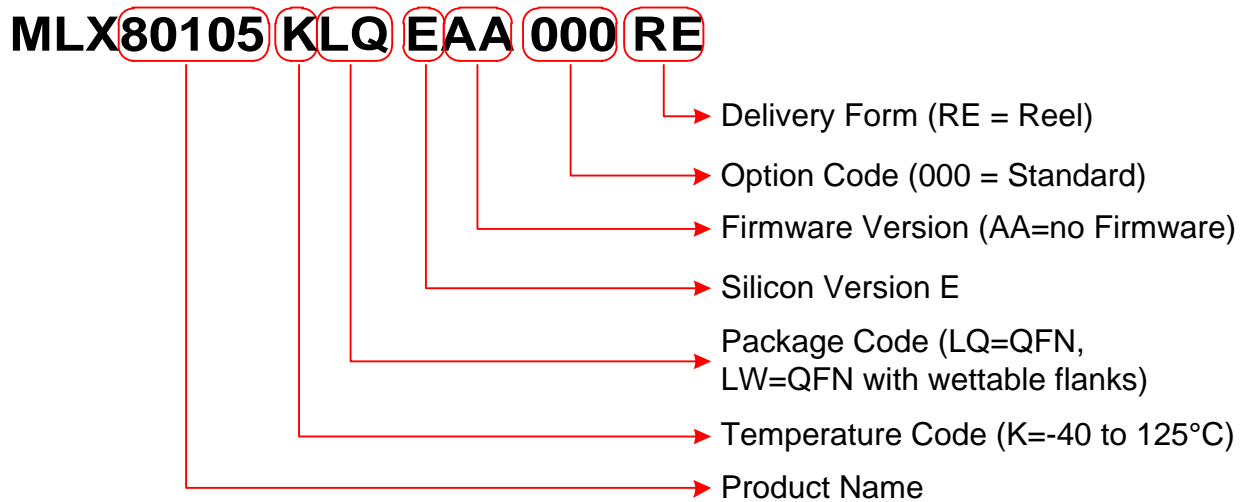 MLX80105 KLQ EAA 000 RE
Delivery Form (RE = Reel)
Option Code (000 = Standard)
Firmware Version (AA=no Firmware)
Silicon Version E
Package Code (LQ=QFN,
LW=QFN with wettable flanks)
Temperature Code (K=-40 to 125°C)
Product Name